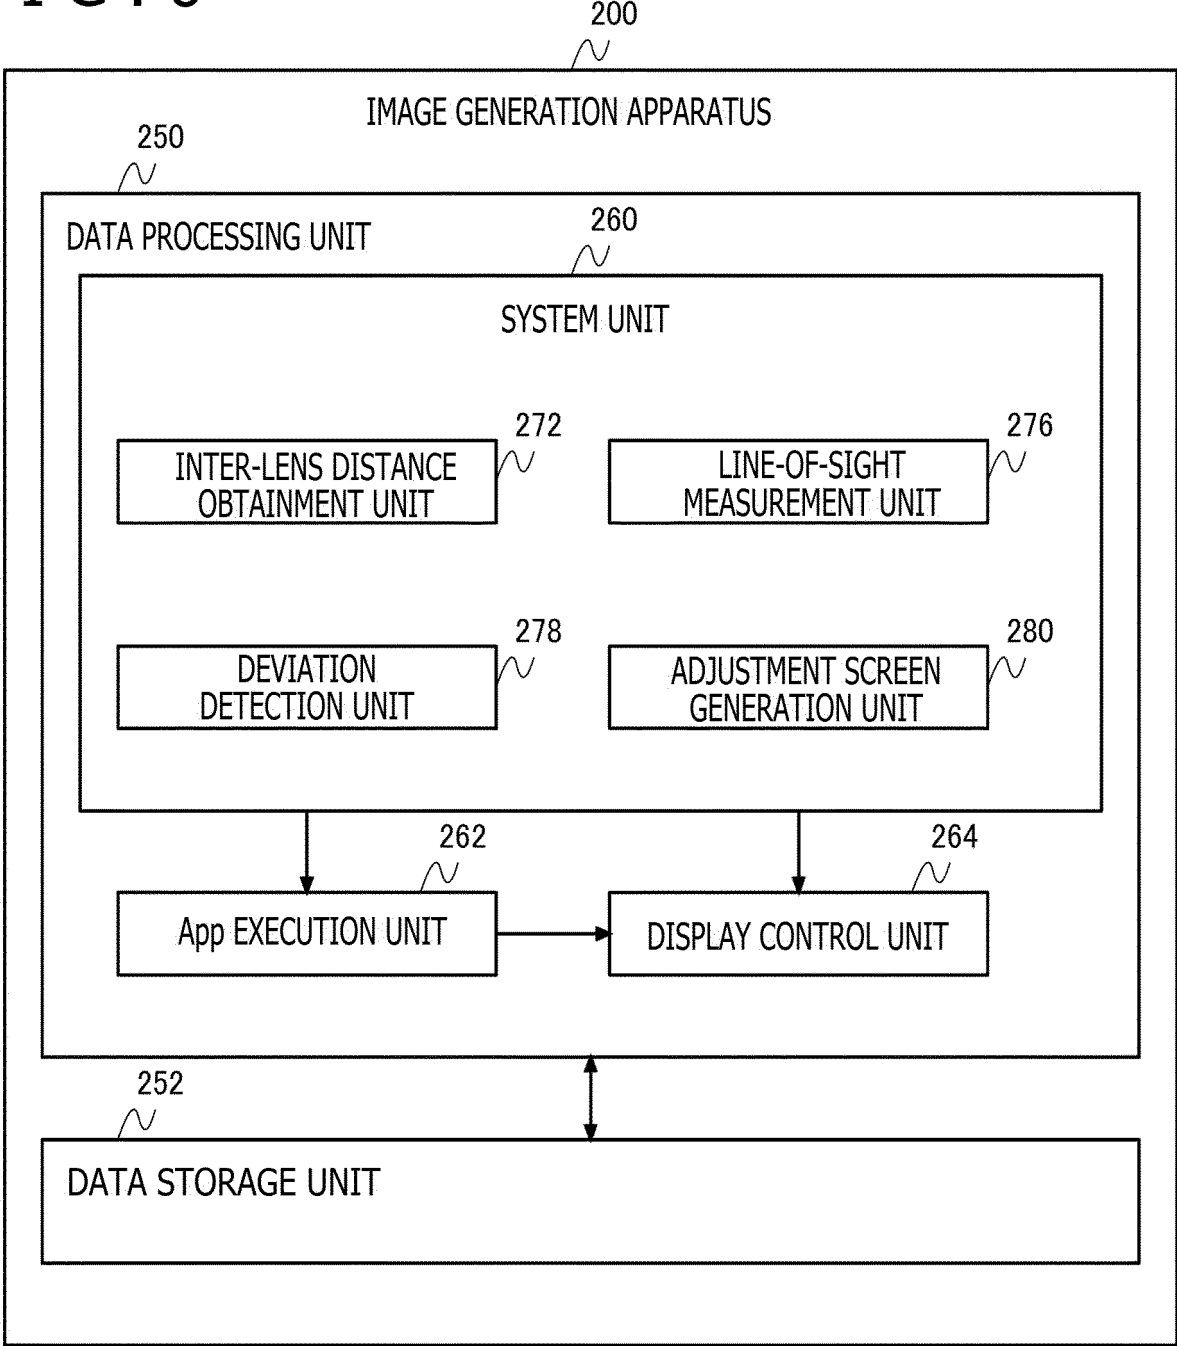 200
IMAGE GENERATION APPARATUS
250
DATA PROCESSING UNIT
260
SYSTEM UNIT
272
INTER-LENS DISTANCE
OBTAINMENT UNIT
276
LINE-OF-SIGHT
MEASUREMENT UNIT
278
DEVIATION
DETECTION UNIT
280
ADJUSTMENT SCREEN
GENERATION UNIT
262
App EXECUTION UNIT
264
DISPLAY CONTROL UNIT
252
DATA STORAGE UNIT